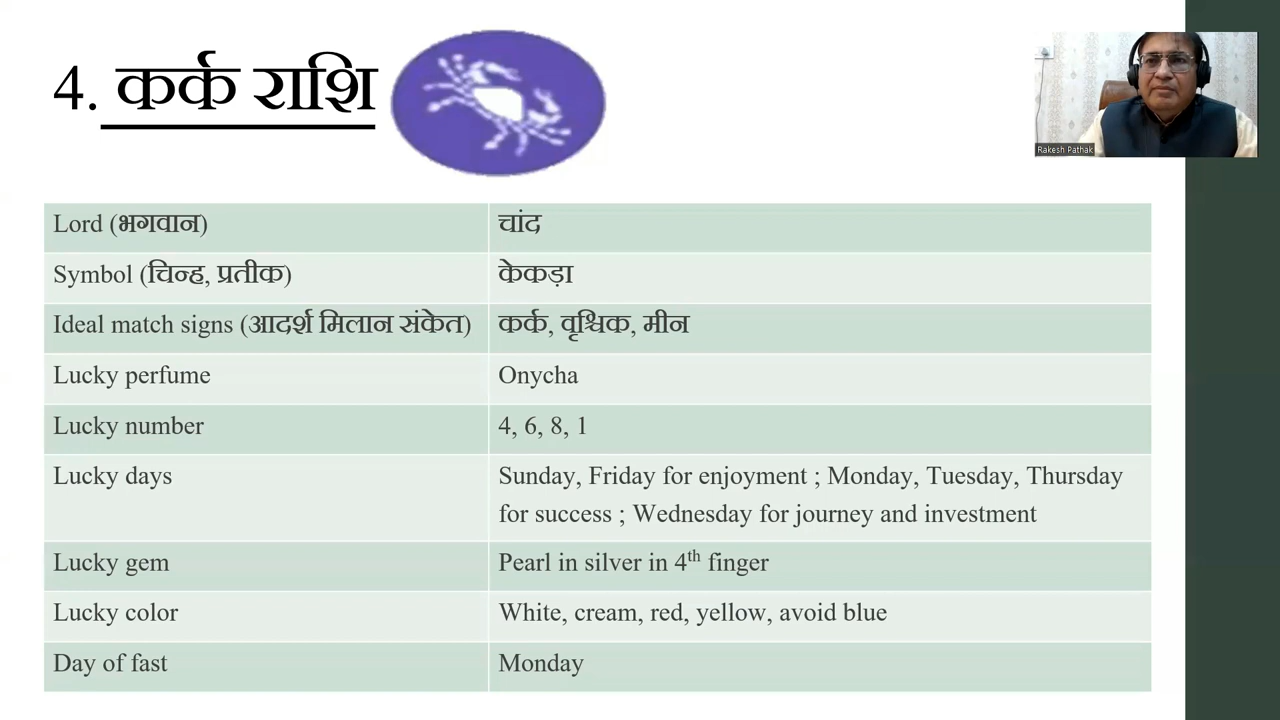 4. कर्क राशि
Rakesh Pathak
Lord (भगवान) चांद
Symbol (चिन्ह, प्रतीक) केकड़ा
Ideal match signs (आदर्श मिलान संकेत) कर्क, वृश्चिक, मीन
Lucky perfume Onycha
Lucky number 4, 6, 8, 1
Lucky days Sunday, Friday for enjoyment ; Monday, Tuesday, Thursday
for success ; Wednesday for journey and investment
Lucky gem Pearl in silver in 4th finger
Lucky color White, cream, red, yellow, avoid blue
Day of fast Monday